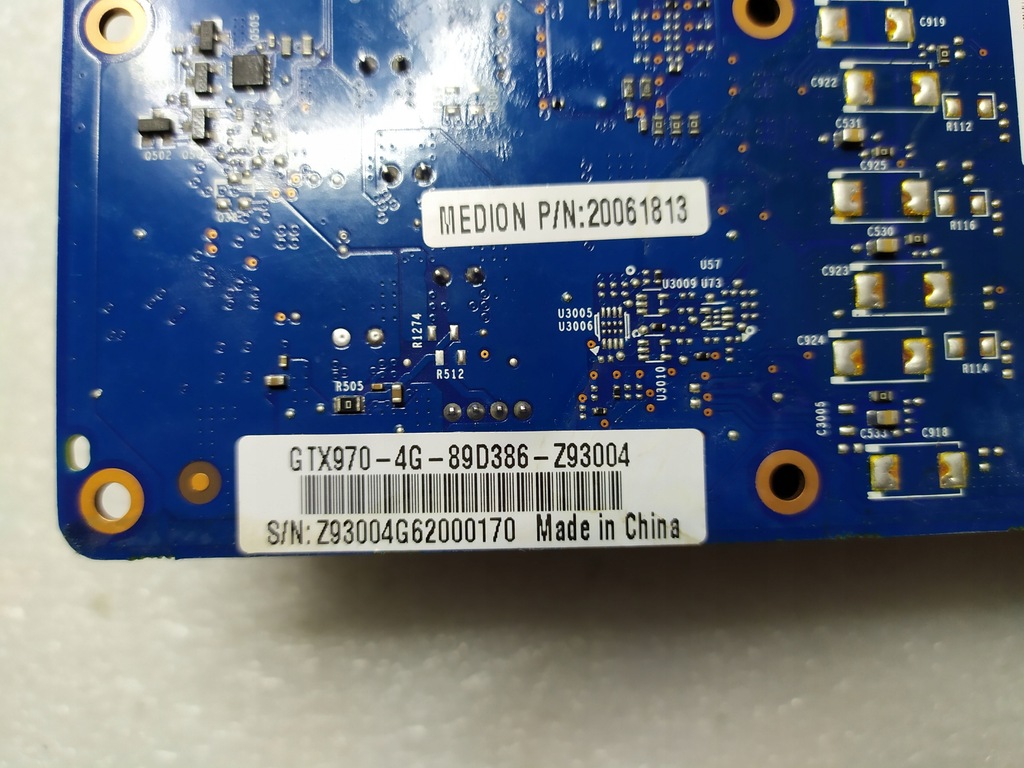 C919
Q505
C922
C531
R112
Q502
C925
MEDION P/N:20061813
C530
R116
U57
C923
U3009 U73
U3005
U3006
R1274
C924
R512
R114
R505
U3010
C3005
C533
C918
GTX970-4G-89D386-Z93004
S/N: Z93004G62000170 Made in China